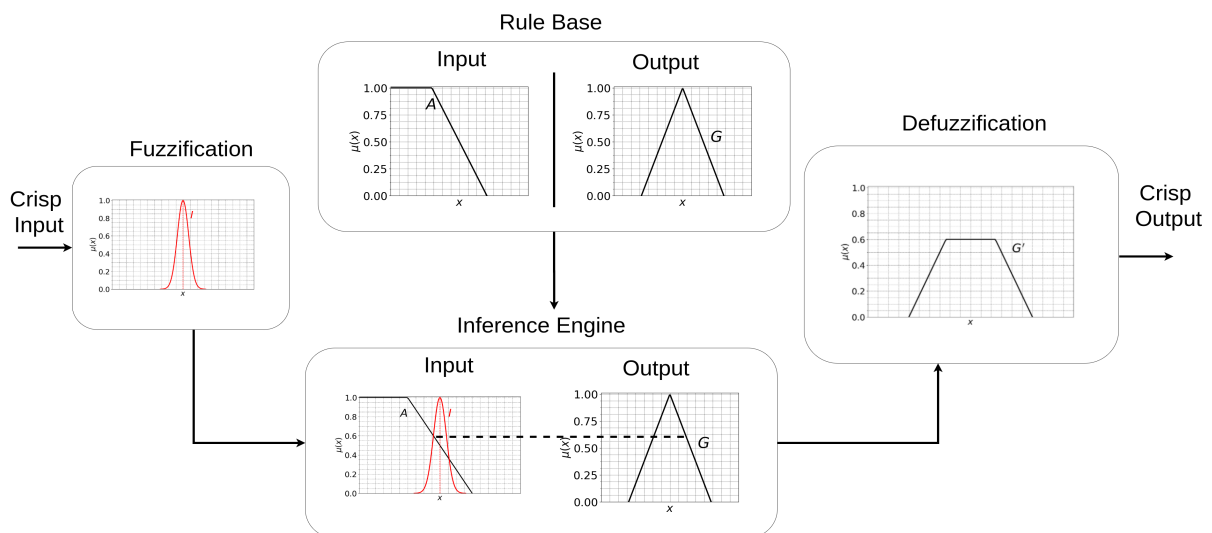 Rule Base
Input
Output
1.00
0.75
0.50
0.25
0.00
μ(x)
A
x
1.00
0.75
0.50
0.25
0.00
μ(x)
G
x
Fuzzification
Crisp
Input
1.0
0.8
0.6
0.4
0.2
0.0
μ(x)
I
x
Defuzzification
1.0
0.8
0.6
0.4
0.2
0.0
μ(x)
G'
x
Crisp
Output
Inference Engine
Input
Output
1.0
0.8
0.6
0.4
0.2
0.0
μ(x)
A
I
x
1.00
0.75
0.50
0.25
0.00
μ(x)
G
x